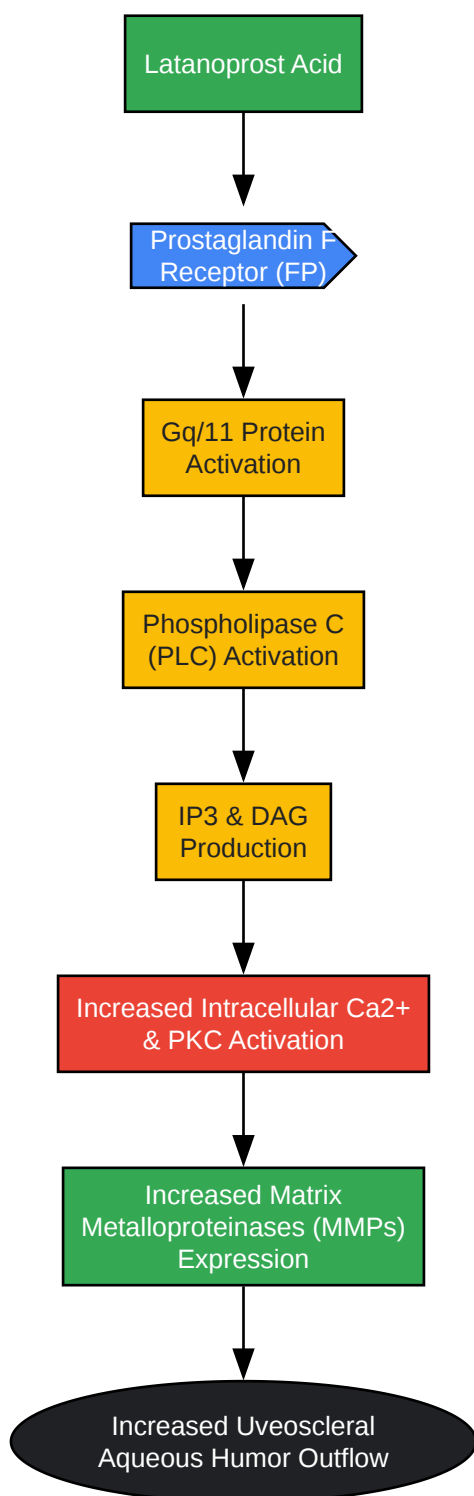 Latanoprost Acid
Prostaglandin F
Receptor (FP)
Gq/11 Protein
Activation
Phospholipase C
(PLC) Activation
IP3 & DAG
Production
Increased Intracellular Ca2+
& PKC Activation
Increased Matrix
Metalloproteinases (MMPs)
Expression
Increased Uveoscleral
Aqueous Humor Outflow